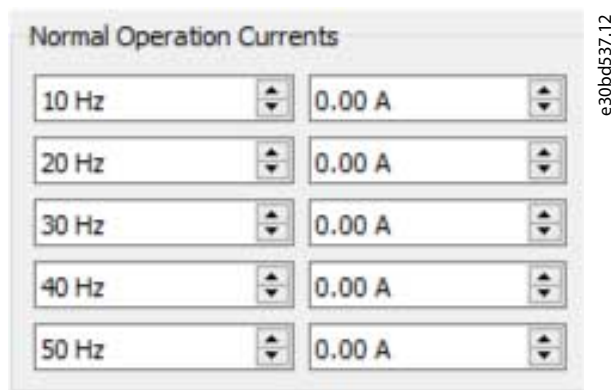 Normal Operation Currents
10 Hz 0.00 A
20 Hz 0.00 A
30 Hz 0.00 A
40 Hz 0.00 A
50 Hz 0.00 A
e30bd537.12